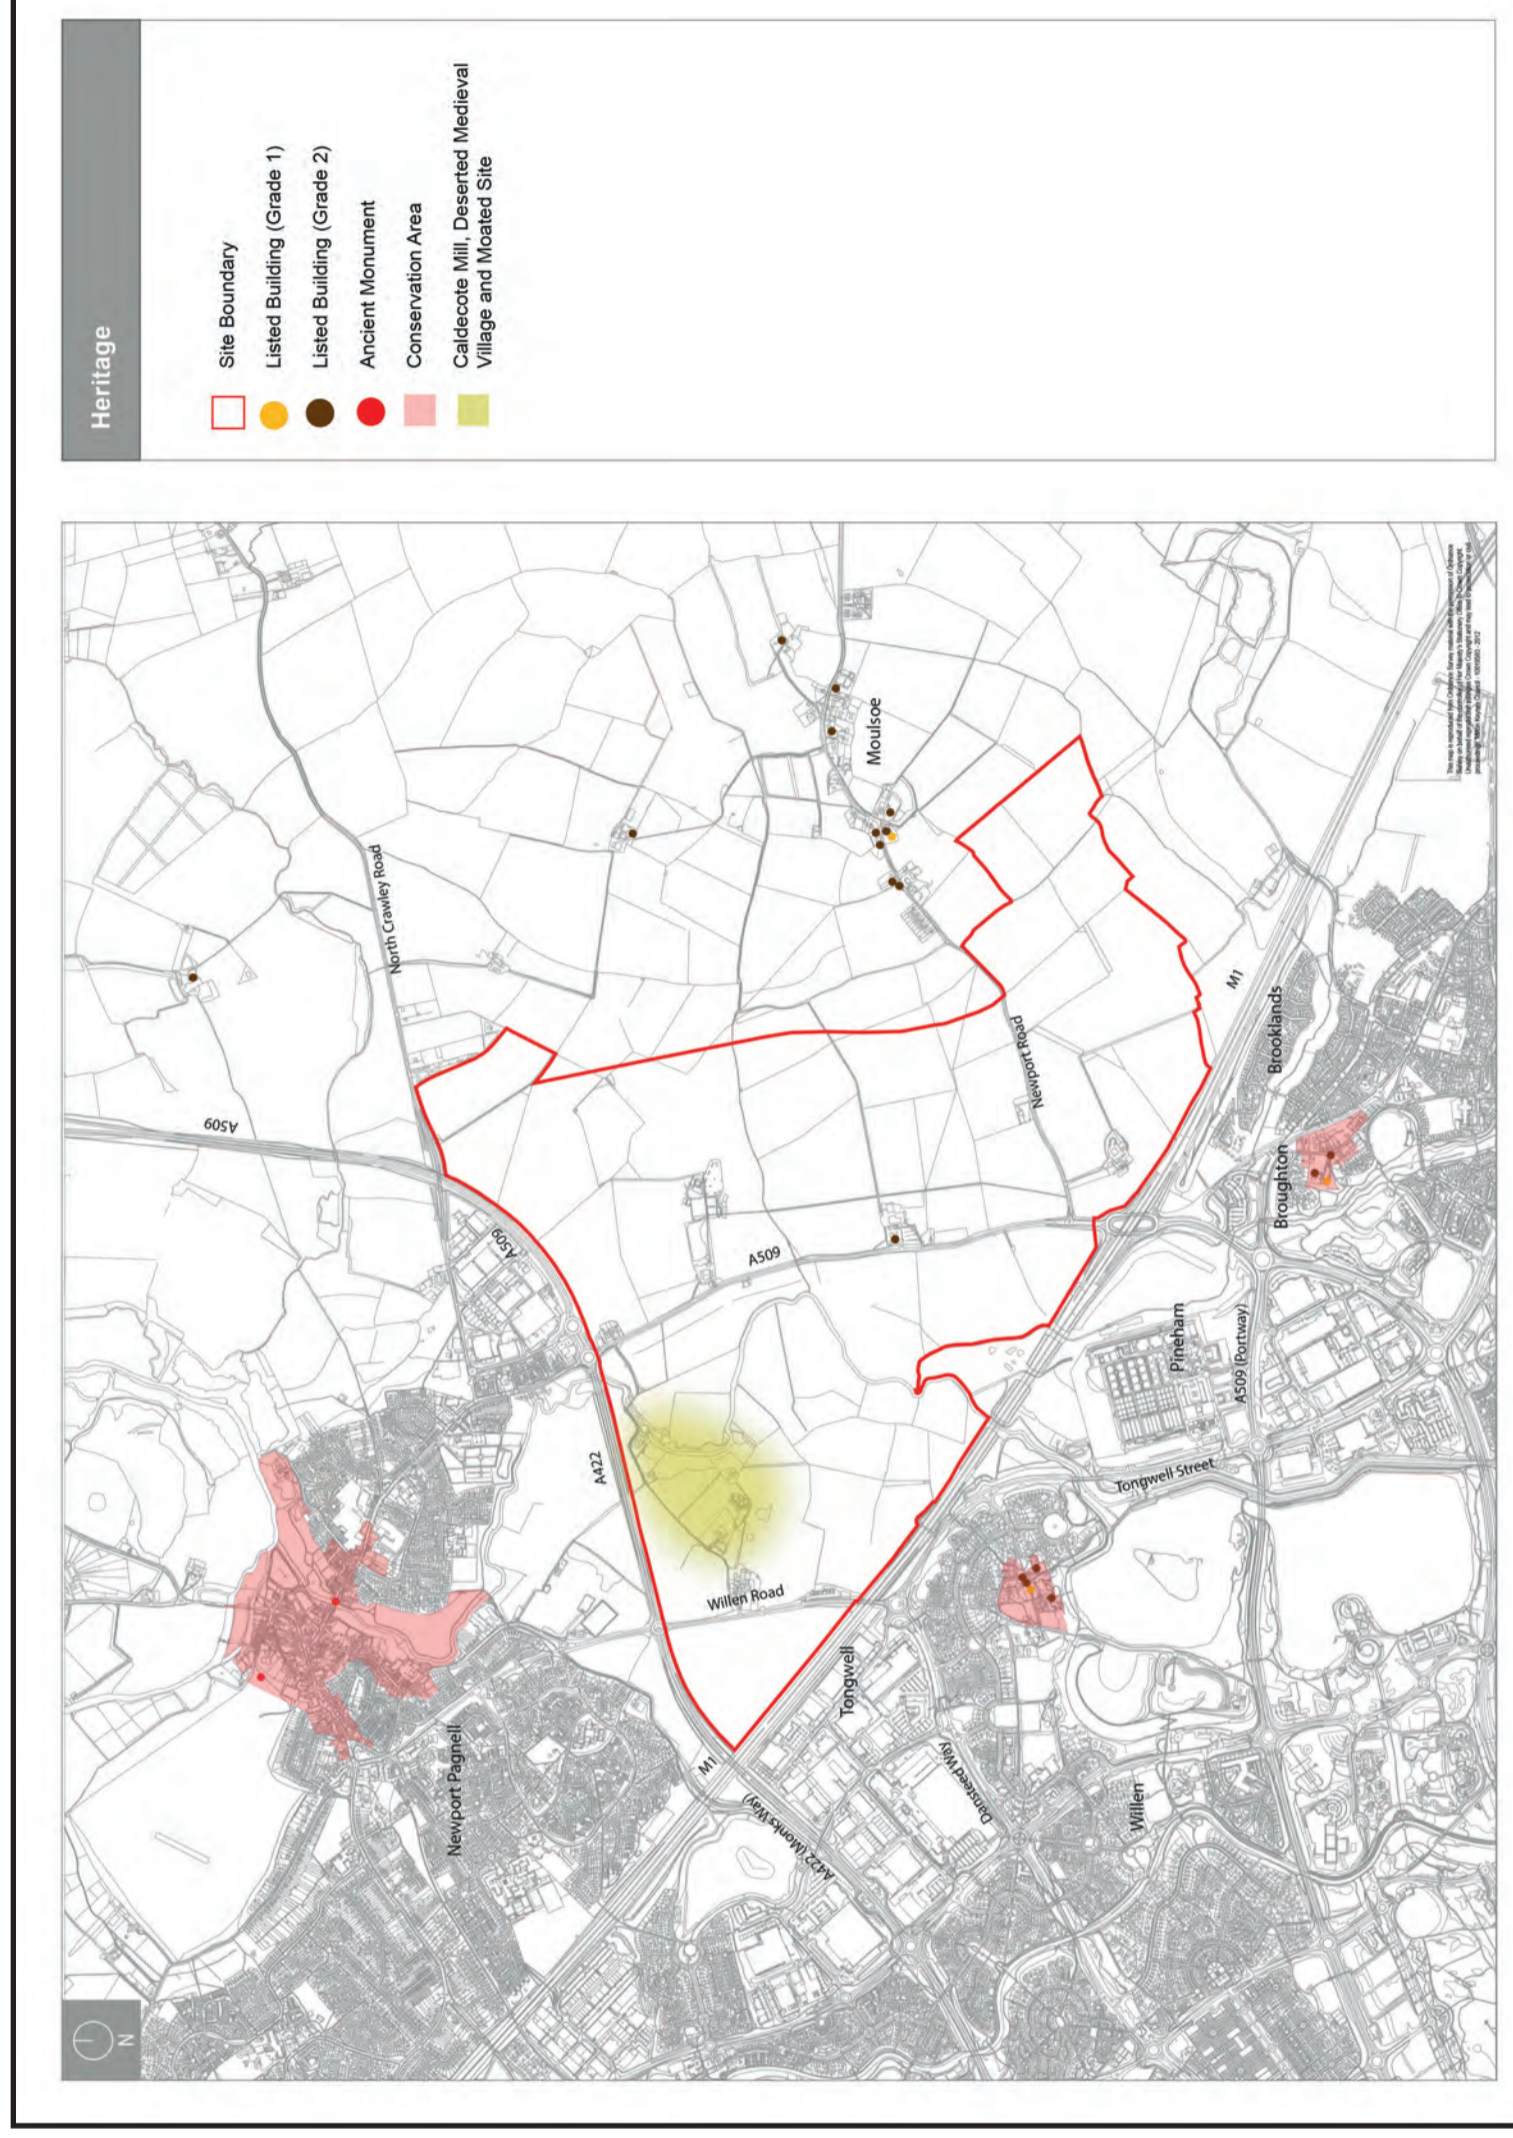 Heritage
Site Boundary
Listed Building (Grade 1)
Listed Building (Grade 2)
Ancient Monument
Conservation Area
Caldecote Mill, Deserted Medieval
Village and Moated Site
N
A509
North Crawley Road
A509
Newport Pagnell
A422
A509
Moulsoe
Willen Road
M1
A422 (Monks Way)
Tongwell
Dansteed Way
Newport Road
M1
Brooklands
Broughton
Pineham
A509 (Portway)
Tongwell Street
Willen